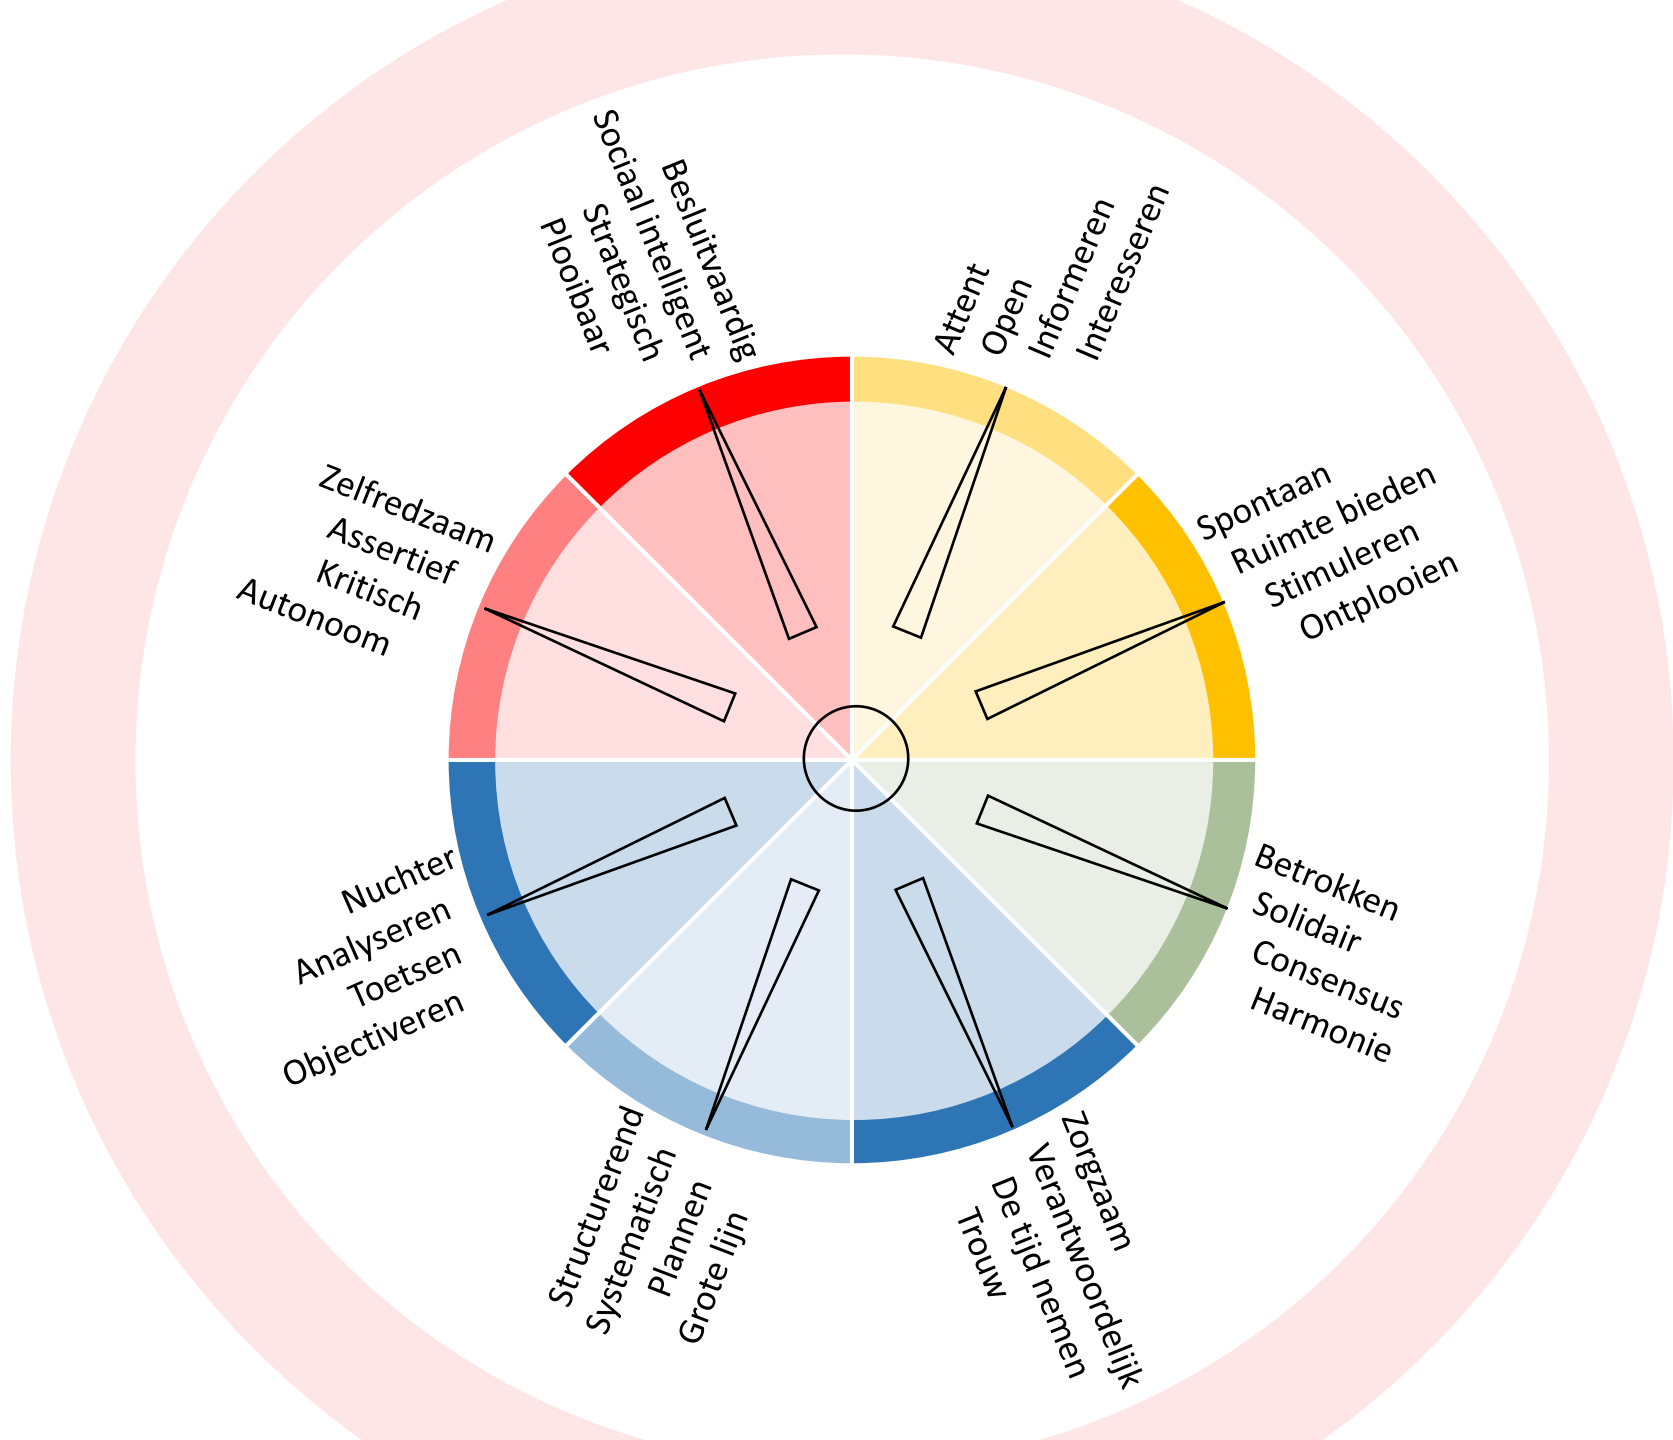 Attent
Open
Informeren
Interesseren
Spontaan
Ruimte bieden
Stimuleren
Ontplooien
Betrokken
Solidair
Consensus
Harmonie
Zorgzaam
Verantwoordelijk
De tijd nemen
Trouw
Structurerend
Systematisch
Plannen
Grote lijn
Nuchter
Analyseren
Toetsen
Objectiveren
Zelfredzaam
Assertief
Kritisch
Autonoom
Besluitvaardig
Sociaal intelligent
Strategisch
Plooibaar